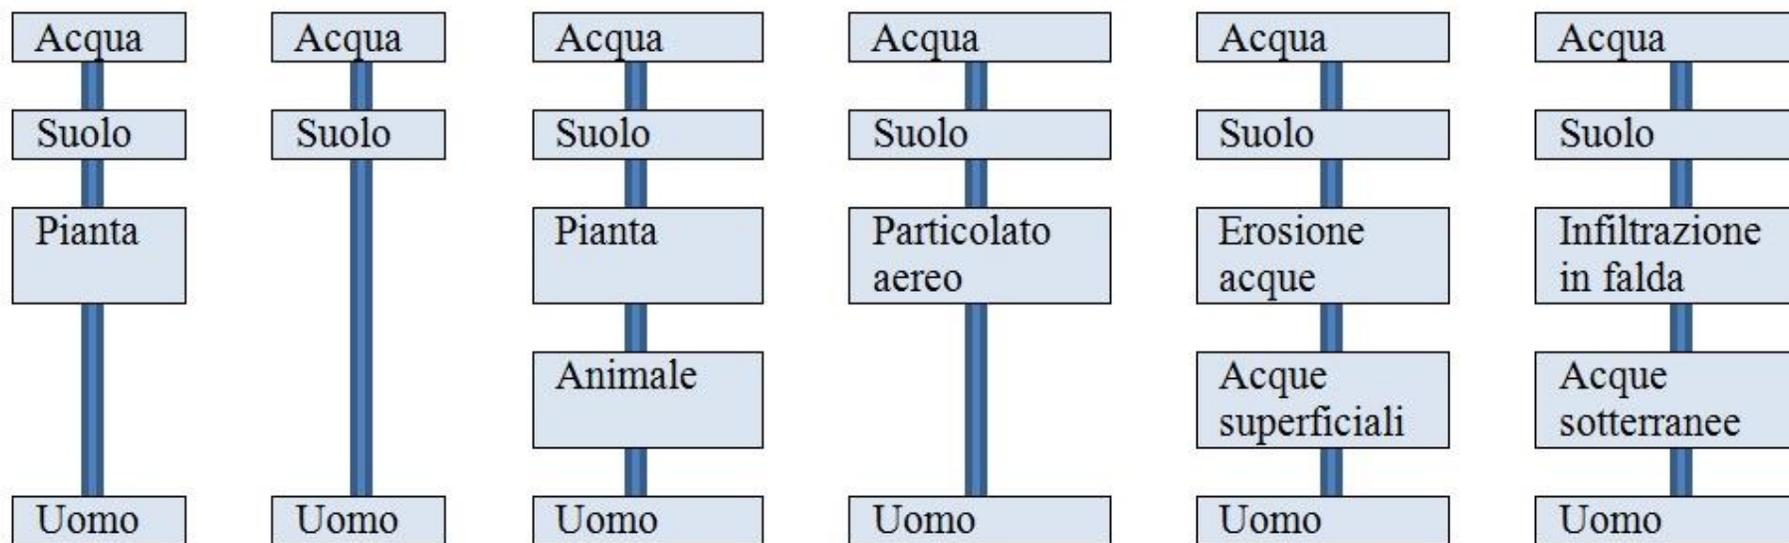 Acqua
Suolo
Pianta
Uomo
Acqua
Suolo
Uomo
Acqua
Suolo
Pianta
Animale
Uomo
Acqua
Suolo
Particolato
aereo
Uomo
Acqua
Suolo
Erosione
acque
Acque
superficiali
Uomo
Acqua
Suolo
Infiltrazione
in falda
Acque
sotterranee
Uomo